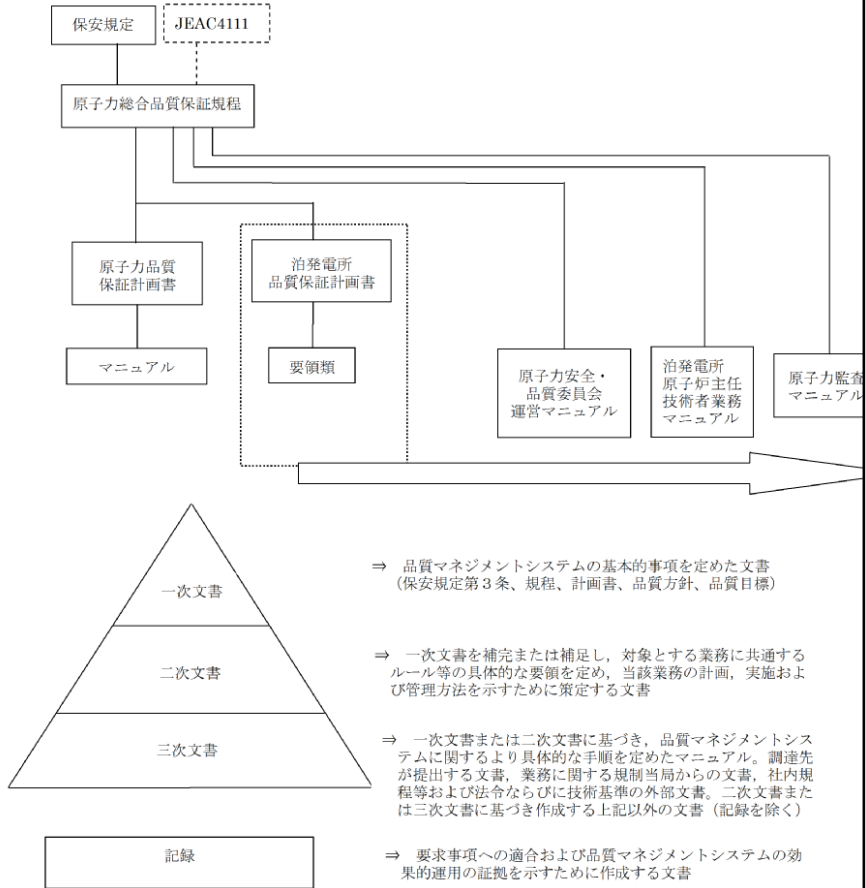 保安規定
JEAC4111
原子力総合品質保証規程
原子力品質
保証計画書
泊発電所
品質保証計画書
マニュアル
要領類
原子力安全・
品質委員会
運営マニュアル
泊発電所
原子炉主任
技術者業務
マニュアル
原子力監査
マニュアル
一次文書
⇒ 品質マネジメントシステムの基本的事項を定めた文書
（保安規定第３条、規程、計画書、品質方針、品質目標）
二次文書
⇒ 一次文書を補完または補足し，対象とする業務に共通する
ルール等の具体的な要領を定め，当該業務の計画，実施およ
び管理方法を示すために策定する文書
三次文書
⇒ 一次文書または二次文書に基づき，品質マネジメントシス
テムに関するより具体的な手順を定めたマニュアル。調達先
が提出する文書，業務に関する規制当局からの文書，社内規
程等および法令ならびに技術基準の外部文書。二次文書また
は三次文書に基づき作成する上記以外の文書（記録を除く）
記録
⇒ 要求事項への適合および品質マネジメントシステムの効
果的運用の証拠を示すために作成する文書